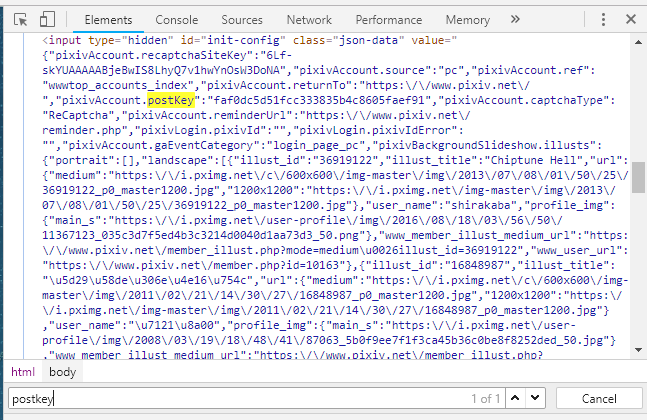 Elements Console Sources Network Performance Memory »
<input type="hidden" id="init-config" class="json-data" value="
{"pixivAccount.recaptchaSiteKey":"6Lf-
skYUAAAAABjeBwIS8LhyQ7v1hwYnOsW3DoNA","pixivAccount.source":"pc","pixivAccount.ref":
"wwwtop_accounts_index","pixivAccount.returnTo":"https:\/\/www.pixiv.net\/
","pixivAccount.postKey":"faf0dc5d51fcc333835b4c8605faef91","pixivAccount.captchaType":
"ReCaptcha","pixivAccount.reminderUrl":"https:\/\/www.pixiv.net\/
reminder.php","pixivLogin.pixivId":"","pixivLogin.pixivIdError":
"","pixivAccount.gaEventCategory":"login_page_pc","pixivBackgroundSlideshow.illusts":
{"portrait":[],"landscape":[{"illust_id":"36919122","illust_title":"Chiptune Hell","url":
{"medium":"https:\/\/i.pximg.net\/c\/600x600\/img-master\/img\/2013\/07\/08\/01\/50\/25\/
36919122_p0_master1200.jpg","1200x1200":"https:\/\/i.pximg.net\/img-master\/img\/2013\/
07\/08\/01\/50\/25\/36919122_p0_master1200.jpg"},"user_name":"shirakaba","profile_img":
{"main_s":"https:\/\/i.pximg.net\/user-profile\/img\/2016\/08\/18\/03\/56\/50\/
11367123_035c3d7f5ed4b3c3214d0040d1aa73d3_50.png"},"www_member_illust_medium_url":"https:
\/\/www.pixiv.net\/member_illust.php?mode=medium\u0026illust_id=36919122","www_user_url":
"https:\/\/www.pixiv.net\/member.php?id=10163"},{"illust_id":"16848987","illust_title":
"\u5d29\u58de\u306e\u4e16\u754c","url":{"medium":"https:\/\/i.pximg.net\/c\/600x600\/img-
master\/img\/2011\/02\/21\/14\/30\/27\/16848987_p0_master1200.jpg","1200x1200":"https:\/
\/i.pximg.net\/img-master\/img\/2011\/02\/21\/14\/30\/27\/16848987_p0_master1200.jpg"}
,"user_name":"\u7121\u8a00","profile_img":{"main_s":"https:\/\/i.pximg.net\/user-
profile\/img\/2008\/03\/19\/18\/48\/41\/87063_5b0f9ee7f1f3ca45b36c0be8f8252ded_50.jpg"}
,"www_member_illust_medium_url":"https:\/\/www.pixiv.net\/member_illust.php?
html body
postkey 1 of 1 Cancel